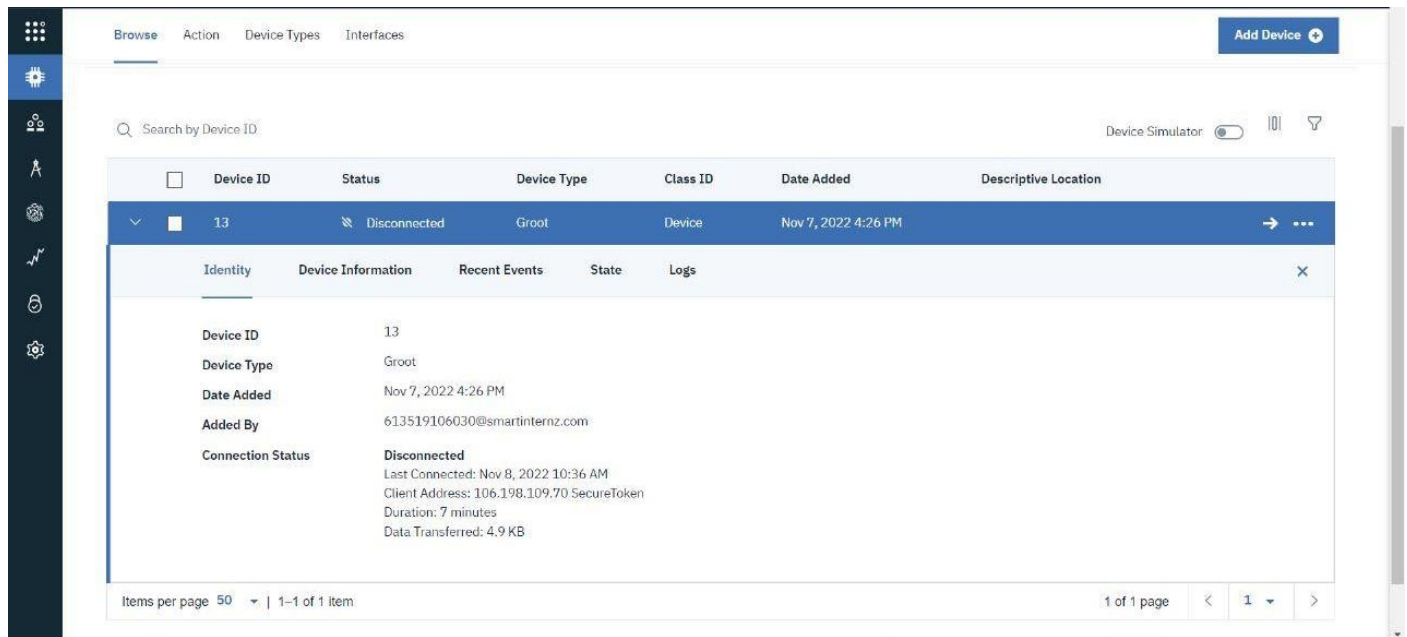 Browse Action Device Types Interfaces Add Device
Search by Device ID Device Simulator
Device ID Status Device Type Class ID Date Added Descriptive Location
13 Disconnected Groot Device Nov 7, 2022 4:26 PM
Identity Device Information Recent Events State Logs
Device ID 13
Device Type Groot
Date Added Nov 7, 2022 4:26 PM
Added By 613519106030@smartinternz.com
Connection Status Disconnected
Last Connected: Nov 8, 2022 10:36 AM
Client Address: 106.198.109.70 SecureToken
Duration: 7 minutes
Data Transferred: 4.9 KB
Items per page 50 | 1–1 of 1 item 1 of 1 page < 1 >